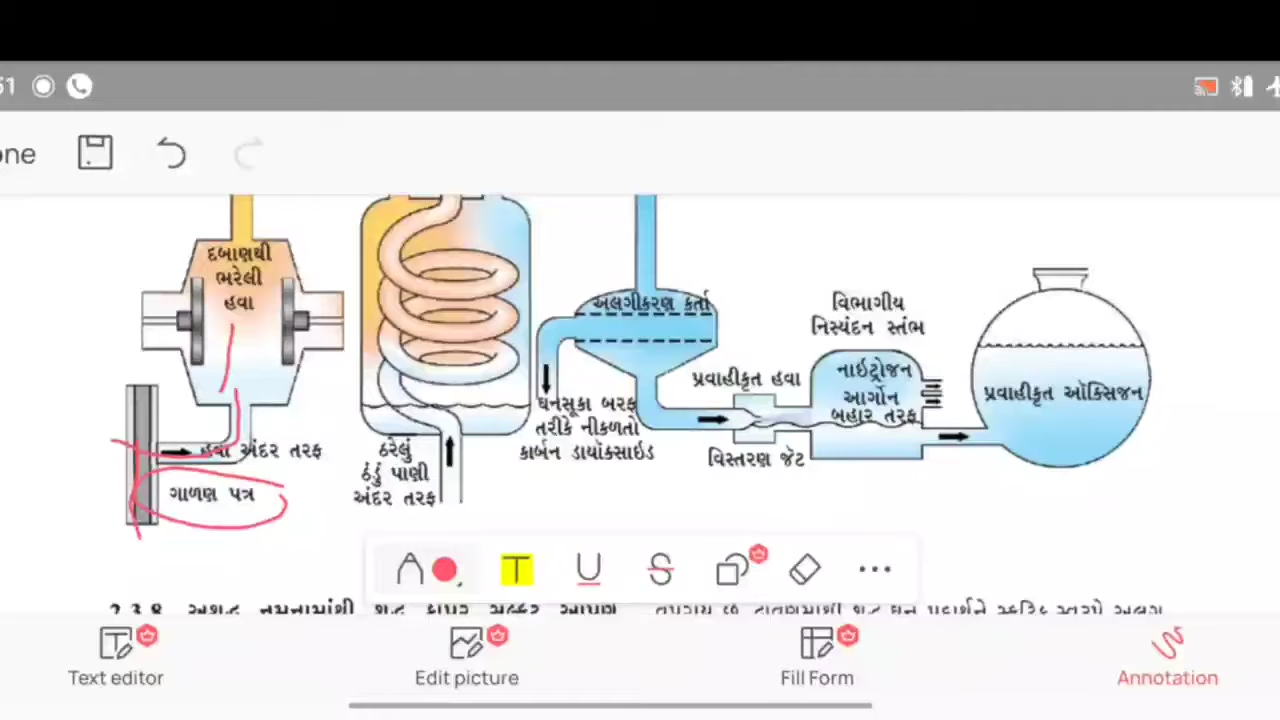 51
one
દબાણથી
ભરેલી
હવા
અલગીકરણ કર્તા
વિભાગીય
નિસ્યંદન સ્તંભ
નાઇટ્રોજન
આર્ગોન
બહાર તરફ
પ્રવાહીકૃત ઑક્સિજન
પ્રવાહીકૃત હવા
ઘનસૂકા બરફ
તરીકે નીકળતો
કાર્બન ડાયૉક્સાઇડ
વિસ્તરણ જૅટ
હવા અંદર તરફ
ઠરેલું
ઠંડું પાણી
અંદર તરફ
ગાળણ પત્ર
T
U
S
Text editor
Edit picture
Fill Form
Annotation